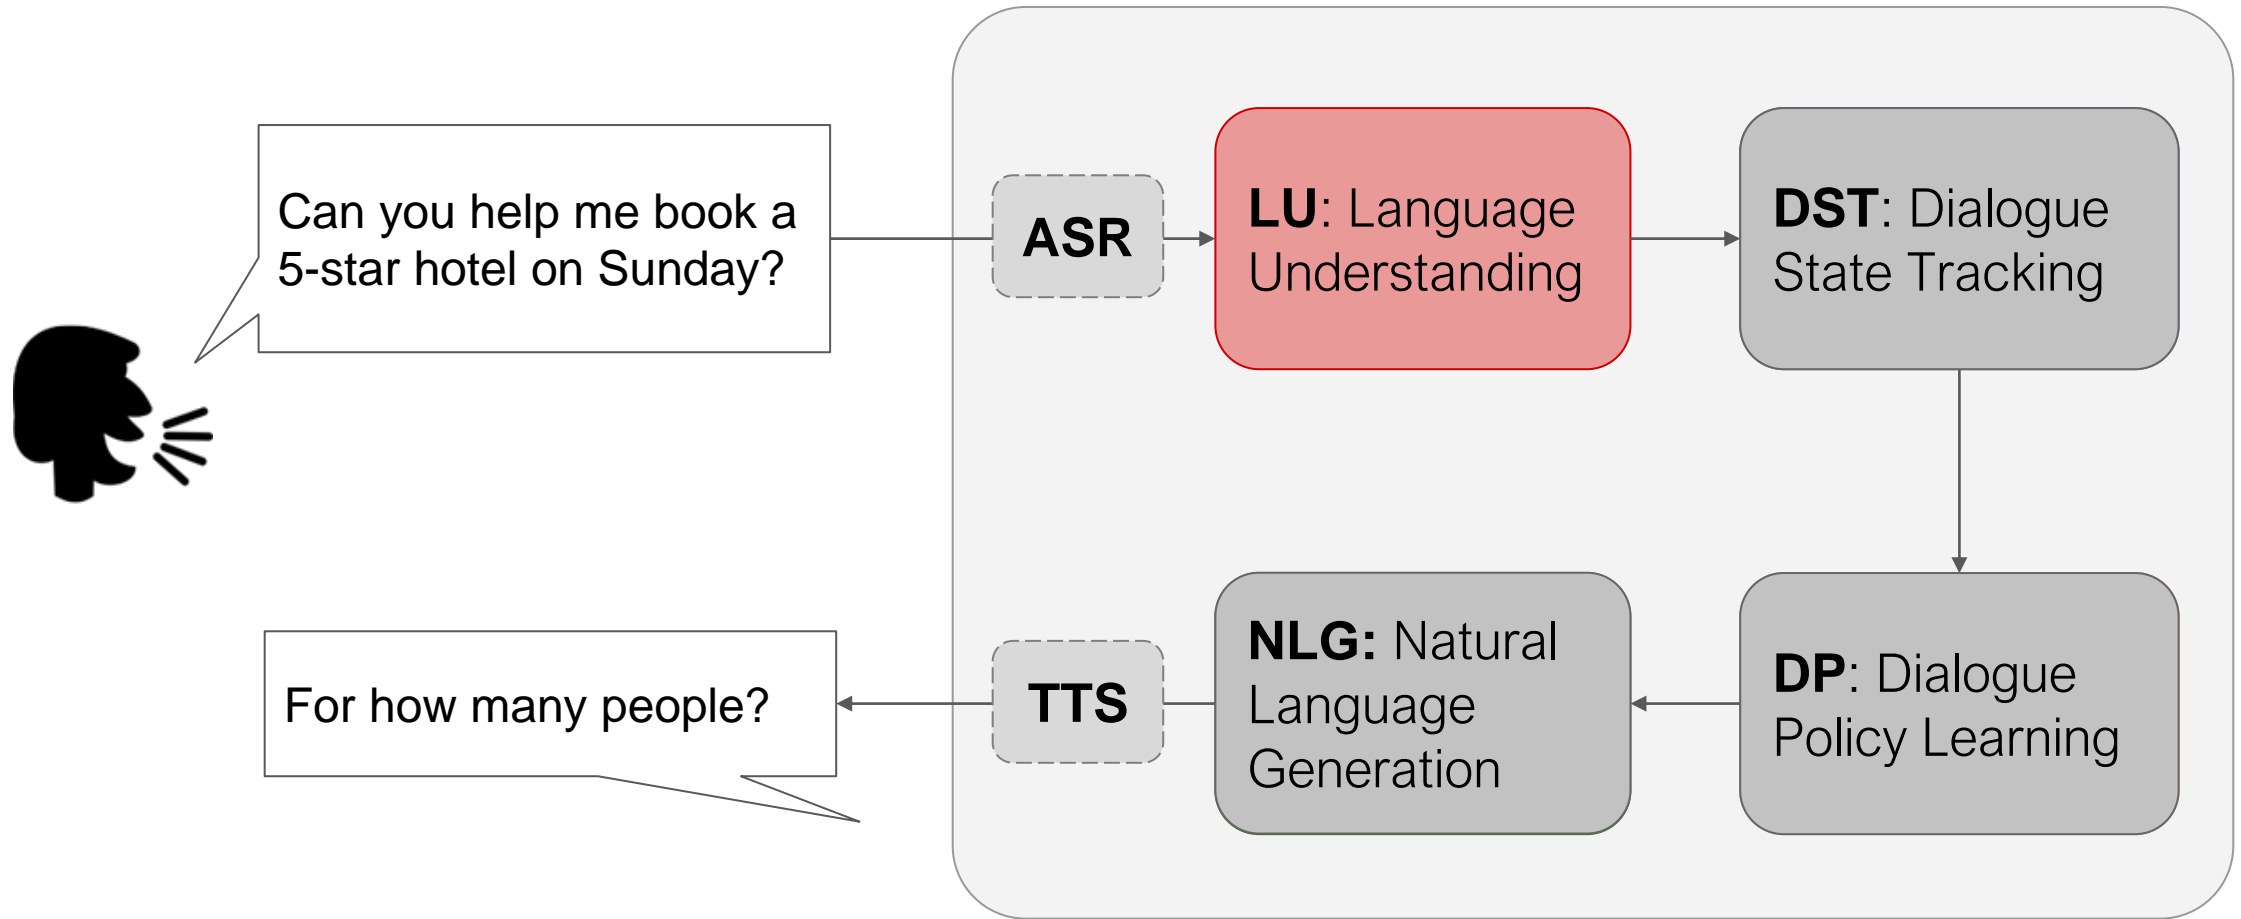 Can you help me book a
5-star hotel on Sunday?
ASR
LU: Language
Understanding
DST: Dialogue
State Tracking
For how many people?
TTS
NLG: Natural
Language
Generation
DP: Dialogue
Policy Learning